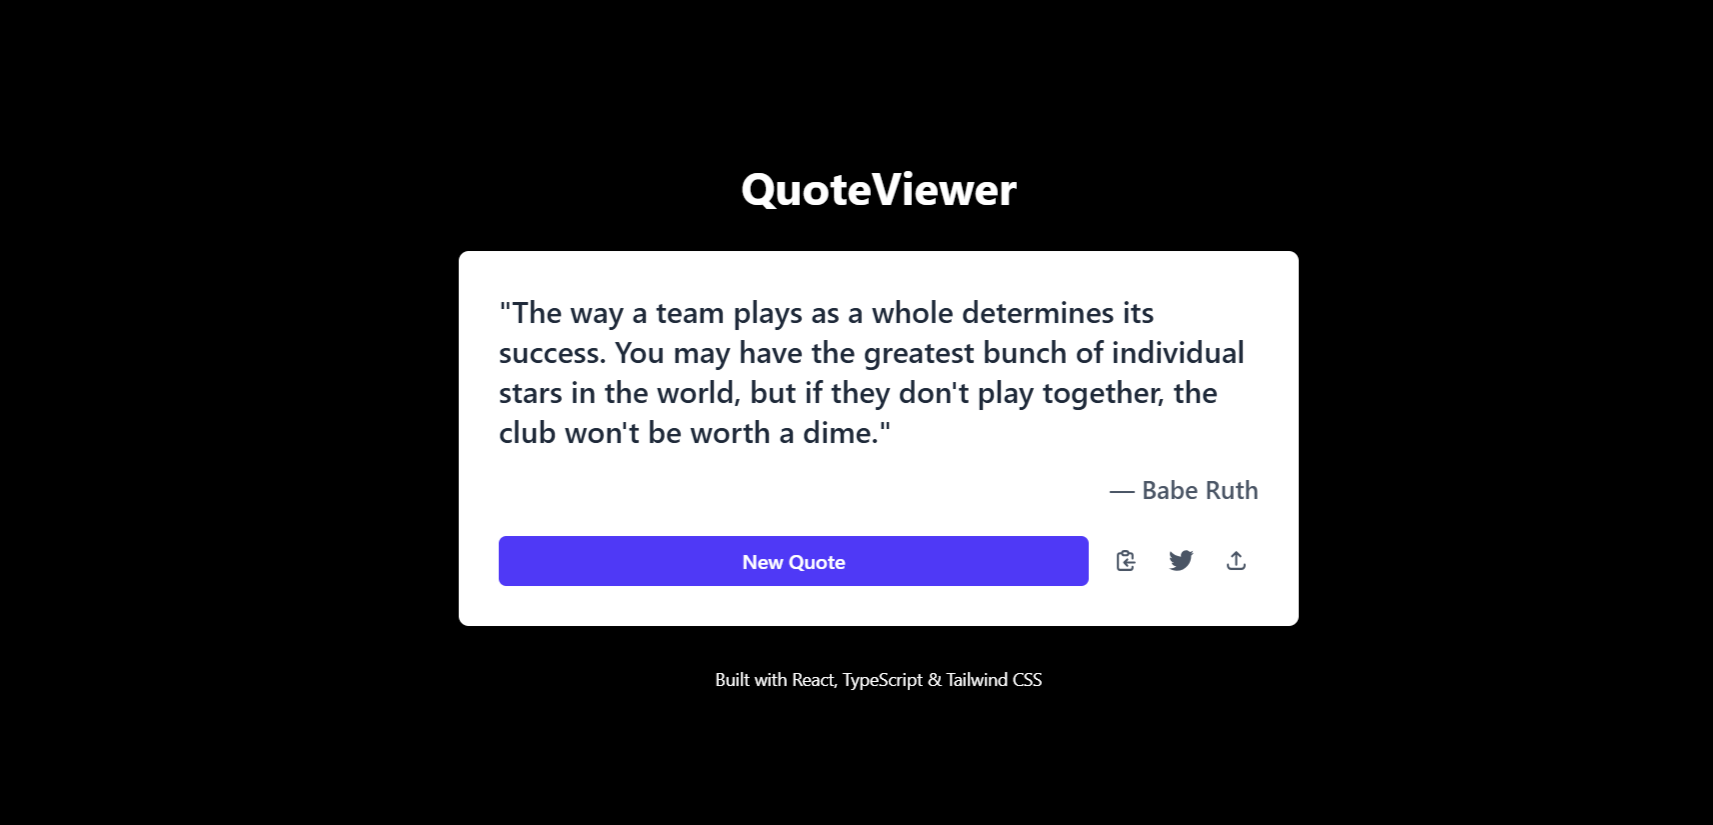 QuoteViewer
"The way a team plays as a whole determines its
success. You may have the greatest bunch of individual
stars in the world, but if they don't play together, the
club won't be worth a dime."
— Babe Ruth
New Quote
Built with React, TypeScript & Tailwind CSS